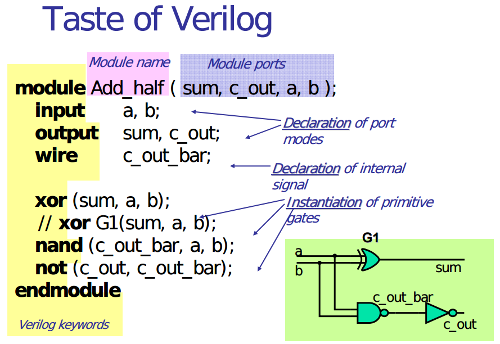 Taste of Verilog
Module name
Module ports
module Add_half ( sum, c_out, a, b );
input a, b;
output sum, c_out;
wire c_out_bar;
Declaration of port
modes
Declaration of internal
signal
xor (sum, a, b);
// xor G1(sum, a, b);
nand (c_out_bar, a, b);
not (c_out, c_out_bar);
endmodule
Instantiation of primitive
gates
Verilog keywords
G1
a
b
sum
c_out_bar
c_out